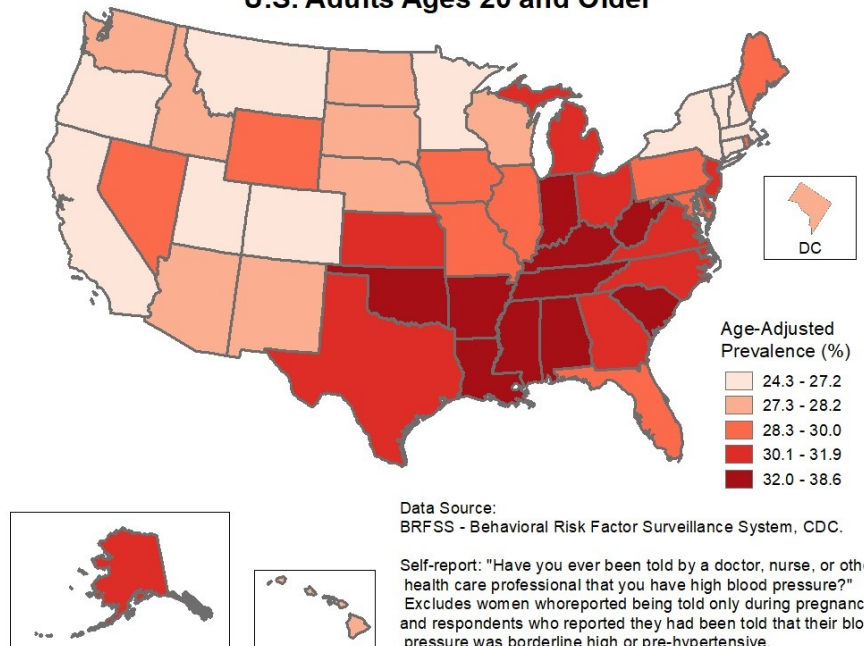 U.S. Adults Ages 20 and Older
DC
Age-Adjusted
Prevalence (%)
24.3 - 27.2
27.3 - 28.2
28.3 - 30.0
30.1 - 31.9
32.0 - 38.6
Data Source:
BRFSS - Behavioral Risk Factor Surveillance System, CDC.
Self-report: "Have you ever been told by a doctor, nurse, or othe
health care professional that you have high blood pressure?"
Excludes women whoreported being told only during pregnanc
and respondents who reported they had been told that their blo
pressure was borderline high or pre-hypertensive.